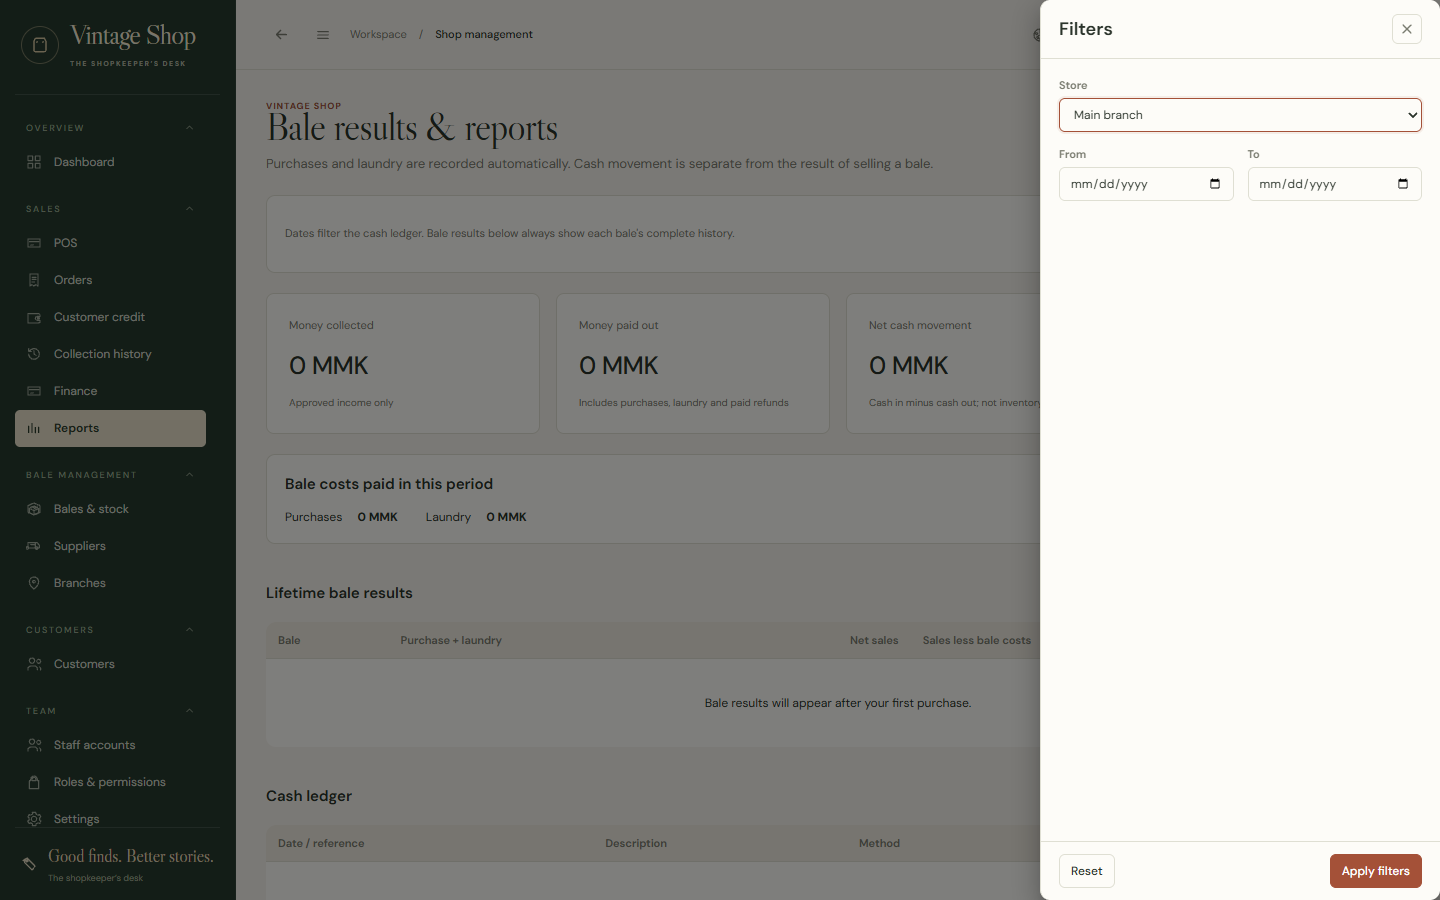 Vintage Shop
THE SHOPKEEPER'S DESK
OVERVIEW
Dashboard
SALES
POS
Orders
Customer credit
Collection history
Finance
Reports
BALE MANAGEMENT
Bales & stock
Suppliers
Branches
CUSTOMERS
Customers
TEAM
Staff accounts
Roles & permissions
Settings
Good finds. Better stories.
The shopkeeper's desk
Workspace / Shop management
VINTAGE SHOP
Bale results & reports
Purchases and laundry are recorded automatically. Cash movement is separate from the result of selling a bale.
Dates filter the cash ledger. Bale results below always show each bale's complete history.
Money collected
0 MMK
Approved income only
Money paid out
0 MMK
Includes purchases, laundry and paid refunds
Net cash movement
0 MMK
Cash in minus cash out; not inventory
Bale costs paid in this period
Purchases 0 MMK Laundry 0 MMK
Lifetime bale results
Bale Purchase + laundry Net sales Sales less bale costs
Bale results will appear after your first purchase.
Cash ledger
Date / reference Description Method
Filters
Store
Main branch
From To
mm/dd/yyyy mm/dd/yyyy
Reset Apply filters